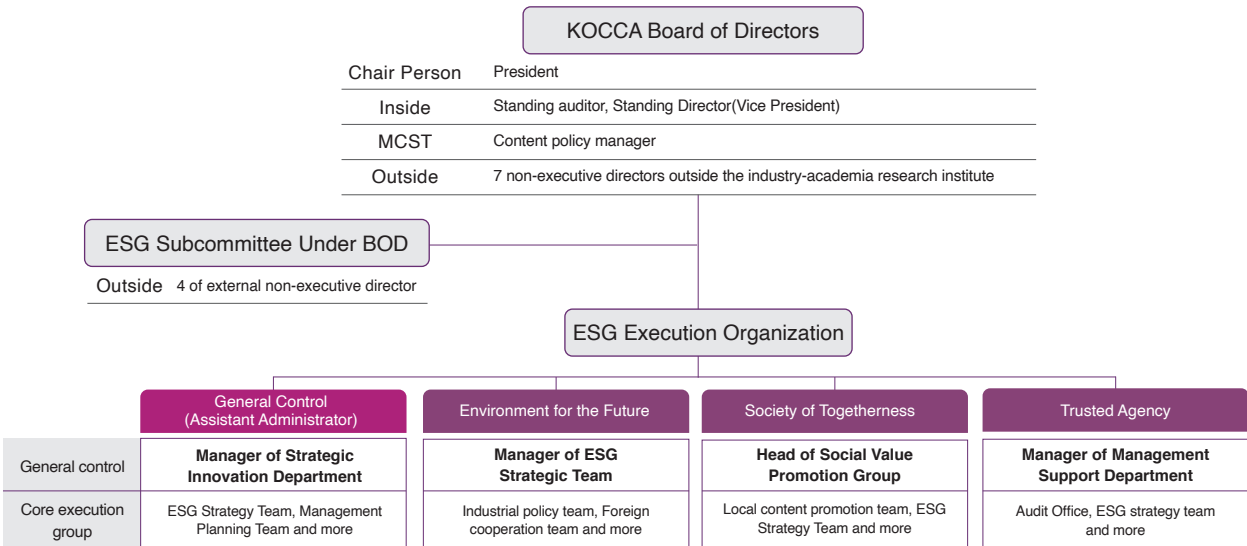 KOCCA Board of Directors
Chair Person President
Inside Standing auditor, Standing Director(Vice President)
MCST Content policy manager
Outside 7 non-executive directors outside the industry-academia research institute
ESG Subcommittee Under BOD
Outside 4 of external non-executive director
ESG Execution Organization
General Control
(Assistant Administrator)
Environment for the Future
Society of Togetherness
Trusted Agency
General control
Manager of Strategic
Innovation Department
Manager of ESG
Strategic Team
Head of Social Value
Promotion Group
Manager of Management
Support Department
Core execution
group
ESG Strategy Team, Management
Planning Team and more
Industrial policy team, Foreign
cooperation team and more
Local content promotion team, ESG
Strategy Team and more
Audit Office, ESG strategy team
and more